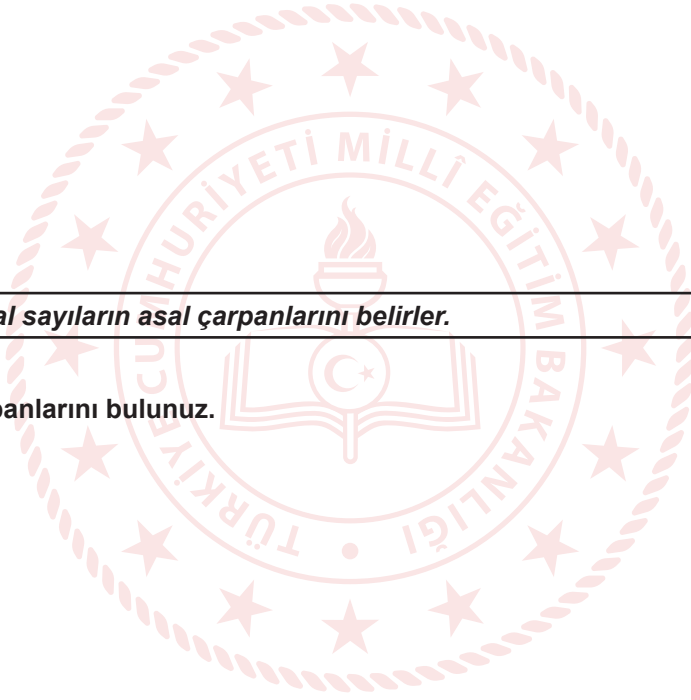 al sayıların asal çarpanlarını belirler.
panlarını bulunuz.
TÜRKİYE CUMHURİYETİ MİLLÎ EĞİTİM BAKANLIĞI